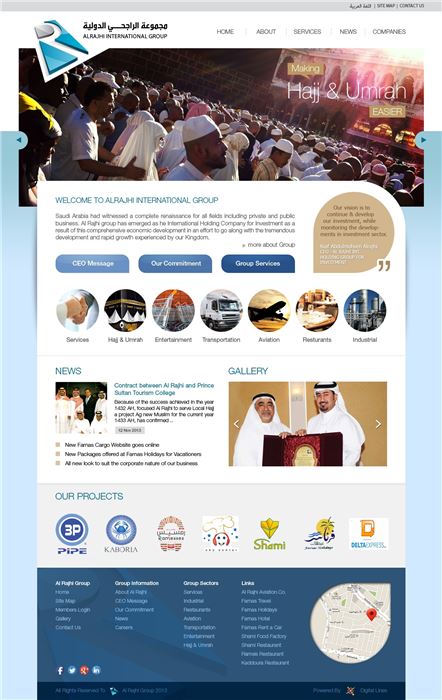 اللغة العربية | SITE MAP | CONTACT US
مجموعة الراجحي الدولية
ALRAJHI INTERNATIONAL GROUP
HOME
ABOUT
SERVICES
NEWS
COMPANIES
Making
Hajj & Umrah
EASIER
WELCOME TO ALRAJHI INTERNATIONAL GROUP
Saudi Arabia had witnessed a complete renaissance for all fields including private and public
business. Al Rajhi group has emerged as the International Holding Company for Investment as a
result of this comprehensive economic development in an effort to go along with the tremendous
development and rapid growth experienced by our Kingdom.
more about Group
CEO Message
Our Commitment
Group Services
Our vision is to
continue & develop
our investment, while
monitoring the develop-
ments in investment sector.
Naif Abdulmohsen Alrajhi
CEO - AL RAJHI INT.
HOLDING GROUP FOR
INVESTMENT
Services
Hajj & Umrah
Entertainment
Transportation
Aviation
Resturants
Industrial
NEWS
Contract between Al Rajhi and Prince
Sultan Tourism College
Because of the success achieved in the year
1432 AH, focused Al Rajhi to serve Local Hajj
a project Ag new Muslim for the current year
1433 AH, has confirmed ..
12 Nov 2013
New Famas Cargo Website goes online
New Packages offered at Famas Holidays for Vacationers
All new look to suit the corporate nature of our business
GALLERY
OUR PROJECTS
3P
PIPE
KABORIA
Shami
DELTAEXPRESS
Al Rajhi Group
Home
Site Map
Members Login
Gallery
Contact Us
Group Information
About Al Rajhi
CEO Message
Our Commitment
News
Careers
Group Sectors
Services
Industrial
Restaurants
Aviation
Transportation
Entertainment
Hajj & Umrah
Links
Al Rajhi Aviation Co.
Famas Travel
Famas Holidays
Famas Hotel
Famas Rent a Car
Shami Food Factory
Shami Restaurant
Ramsis Restaurant
Kaddoura Restaurant
All Rights Reserved To
Al Rajhi Group 2013
Powered By
Digital Lines